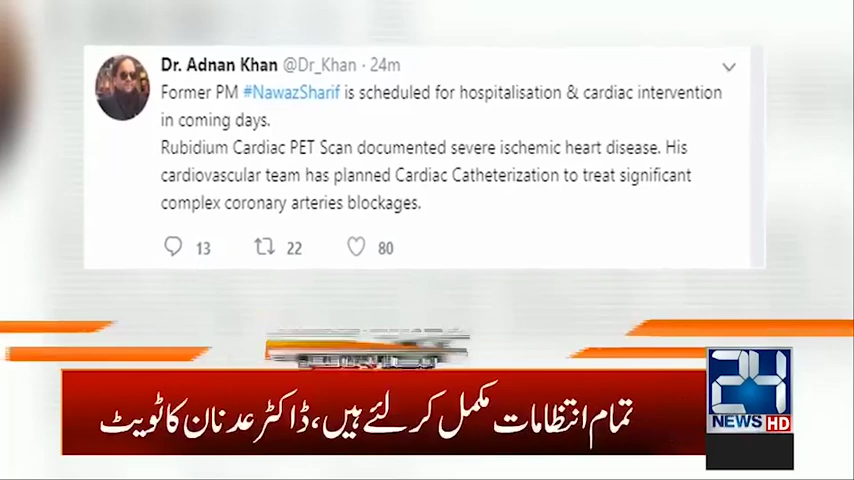 Dr. Adnan Khan @Dr_Khan · 24m
Former PM #NawazSharif is scheduled for hospitalisation & cardiac intervention
in coming days.
Rubidium Cardiac PET Scan documented severe ischemic heart disease. His
cardiovascular team has planned Cardiac Catheterization to treat significant
complex coronary arteries blockages.
13 22 80
تمام انتظامات مکمل کر لئے ہیں، ڈاکٹر عدنان کا ٹویٹ
24
NEWS HD